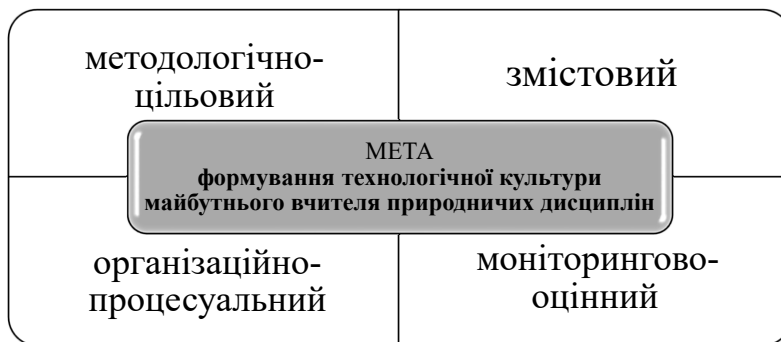 методологічно-
цільовий
змістовий
МЕТА
формування технологічної культури
майбутнього вчителя природничих дисциплін
організаційно-
процесуальний
моніторингово-
оцінний